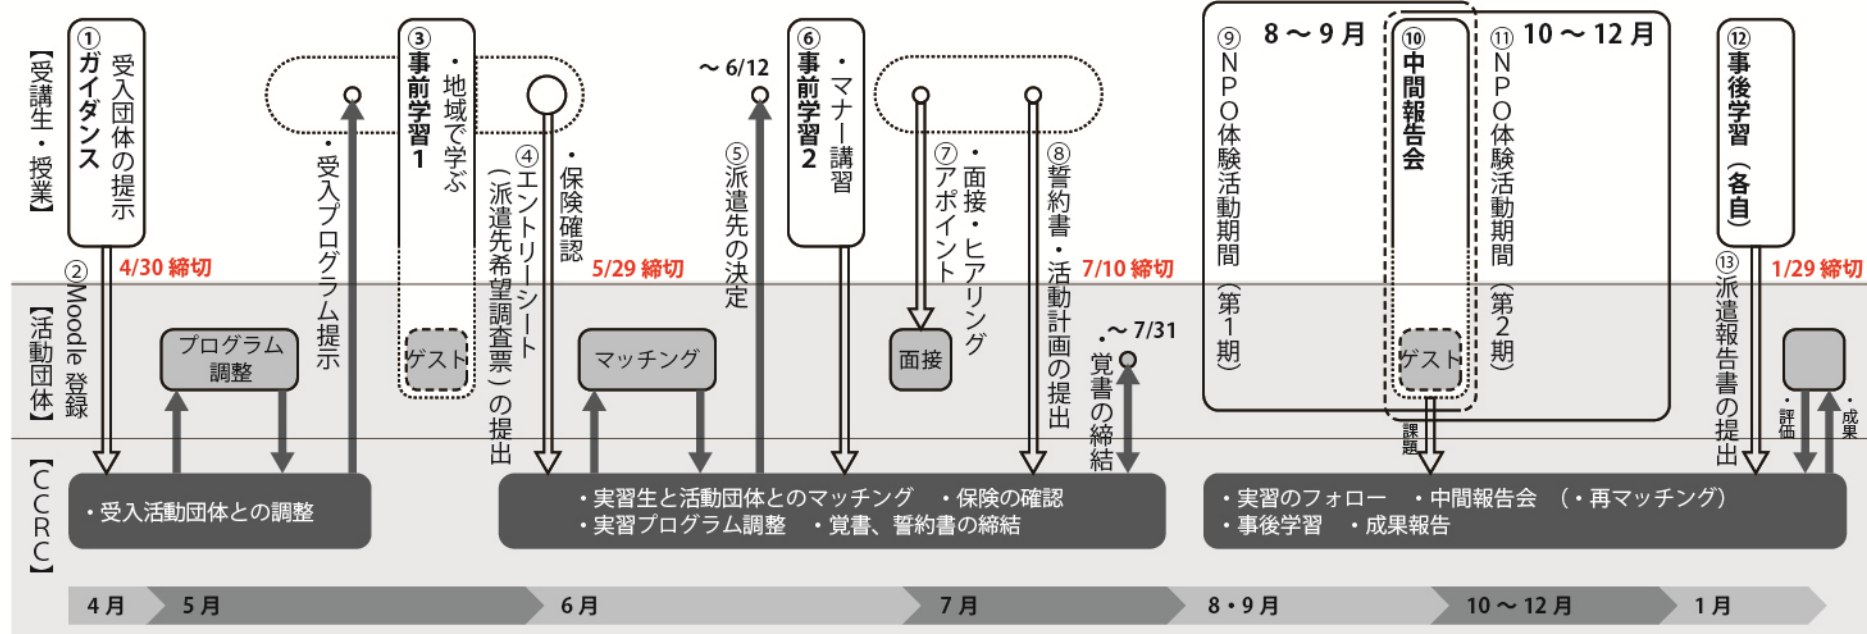 【受講生・授業】
①ガイダンス
受入団体の提示
②Moodle 登録
4/30 締切
・受入プログラム提示
③事前学習1
・地域で学ぶ
④エントリーシート
(派遣先希望調査票)の提出
・保険確認
5/29 締切
~ 6/12
⑤派遣先の決定
⑥事前学習2
・マナー講習
⑦アポイント
・面接・ヒアリング
⑧誓約書・活動計画の提出
7/10 締切
~ 7/31
・覚書の締結
⑨NPO体験活動期間(第1期)
8 ~ 9 月
⑩中間報告会
⑪NPO体験活動期間(第2期)
10 ~ 12 月
⑫事後学習(各自)
⑬派遣報告書の提出
1/29 締切
【活動団体】
プログラム
調整
ゲスト
マッチング
面接
ゲスト
課題
・評価
・成果
【CCRC】
・受入活動団体との調整
・実習生と活動団体とのマッチング ・保険の確認
・実習プログラム調整 ・覚書、誓約書の締結
・実習のフォロー ・中間報告会 (・再マッチング)
・事後学習 ・成果報告
4 月
5 月
6 月
7 月
8・9 月
10 ~ 12 月
1 月